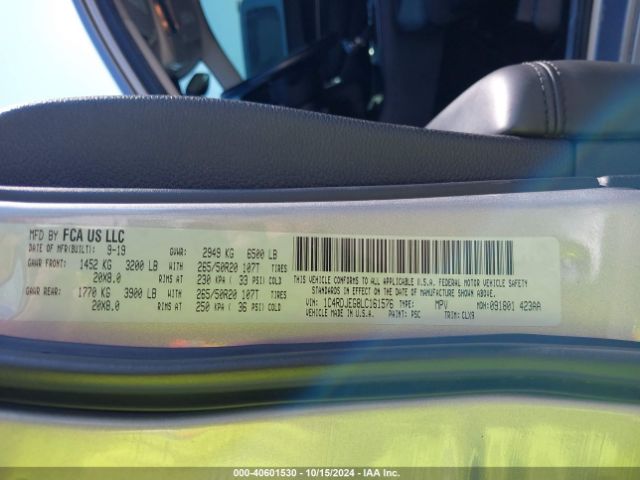 MFD BY FCA US LLC
DATE OF MFR(BUILT): 9-19 GVWR: 2949 KG 6500 LB
GAWR FRONT: 1452 KG 3200 LB WITH 265/50R20 107T TIRES
20X8.0 RIMS AT 230 KPA ( 33 PSI) COLD
GAWR REAR: 1770 KG 3900 LB WITH 265/50R20 107T TIRES
20X8.0 RIMS AT 250 KPA ( 36 PSI) COLD
THIS VEHICLE CONFORMS TO ALL APPLICABLE U.S.A. FEDERAL MOTOR VEHICLE SAFETY
STANDARDS IN EFFECT ON THE DATE OF MANUFACTURE SHOWN ABOVE.
VIN: 1C4RDJEG8LC161576 TYPE: MPV MDH: 091801 423AA
VEHICLE MADE IN U.S.A. PAINT: PSC TRIM: CLX9
000-40601530 - 10/15/2024 - IAAI.com